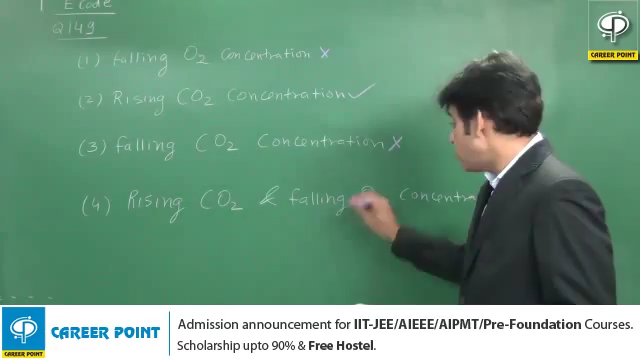 E Code
Q149
(1) falling O2 Concentration ×
(2) Rising CO2 Concentration ✓
(3) falling CO2 Concentration ×
(4) Rising CO2 & falling Concentra
CP
CAREER POINT
CP
CAREER POINT
Admission announcement for IIT-JEE/AIEEE/AIPMT/Pre-Foundation Courses.
Scholarship upto 90% & Free Hostel.